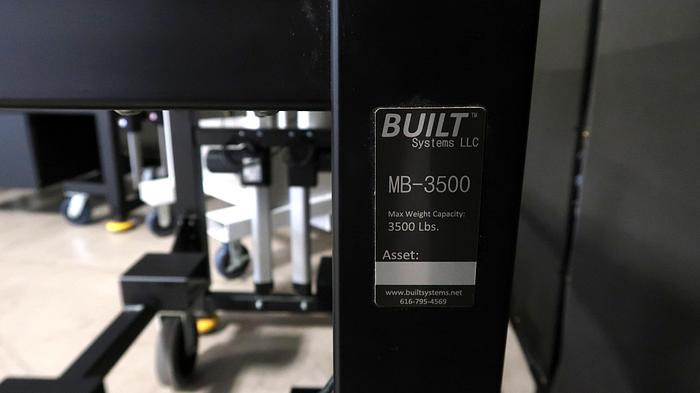 BUILT™
Systems LLC
MB-3500
Max Weight Capacity:
3500 Lbs.
Asset:
www.builtsystems.net
616-795-4569